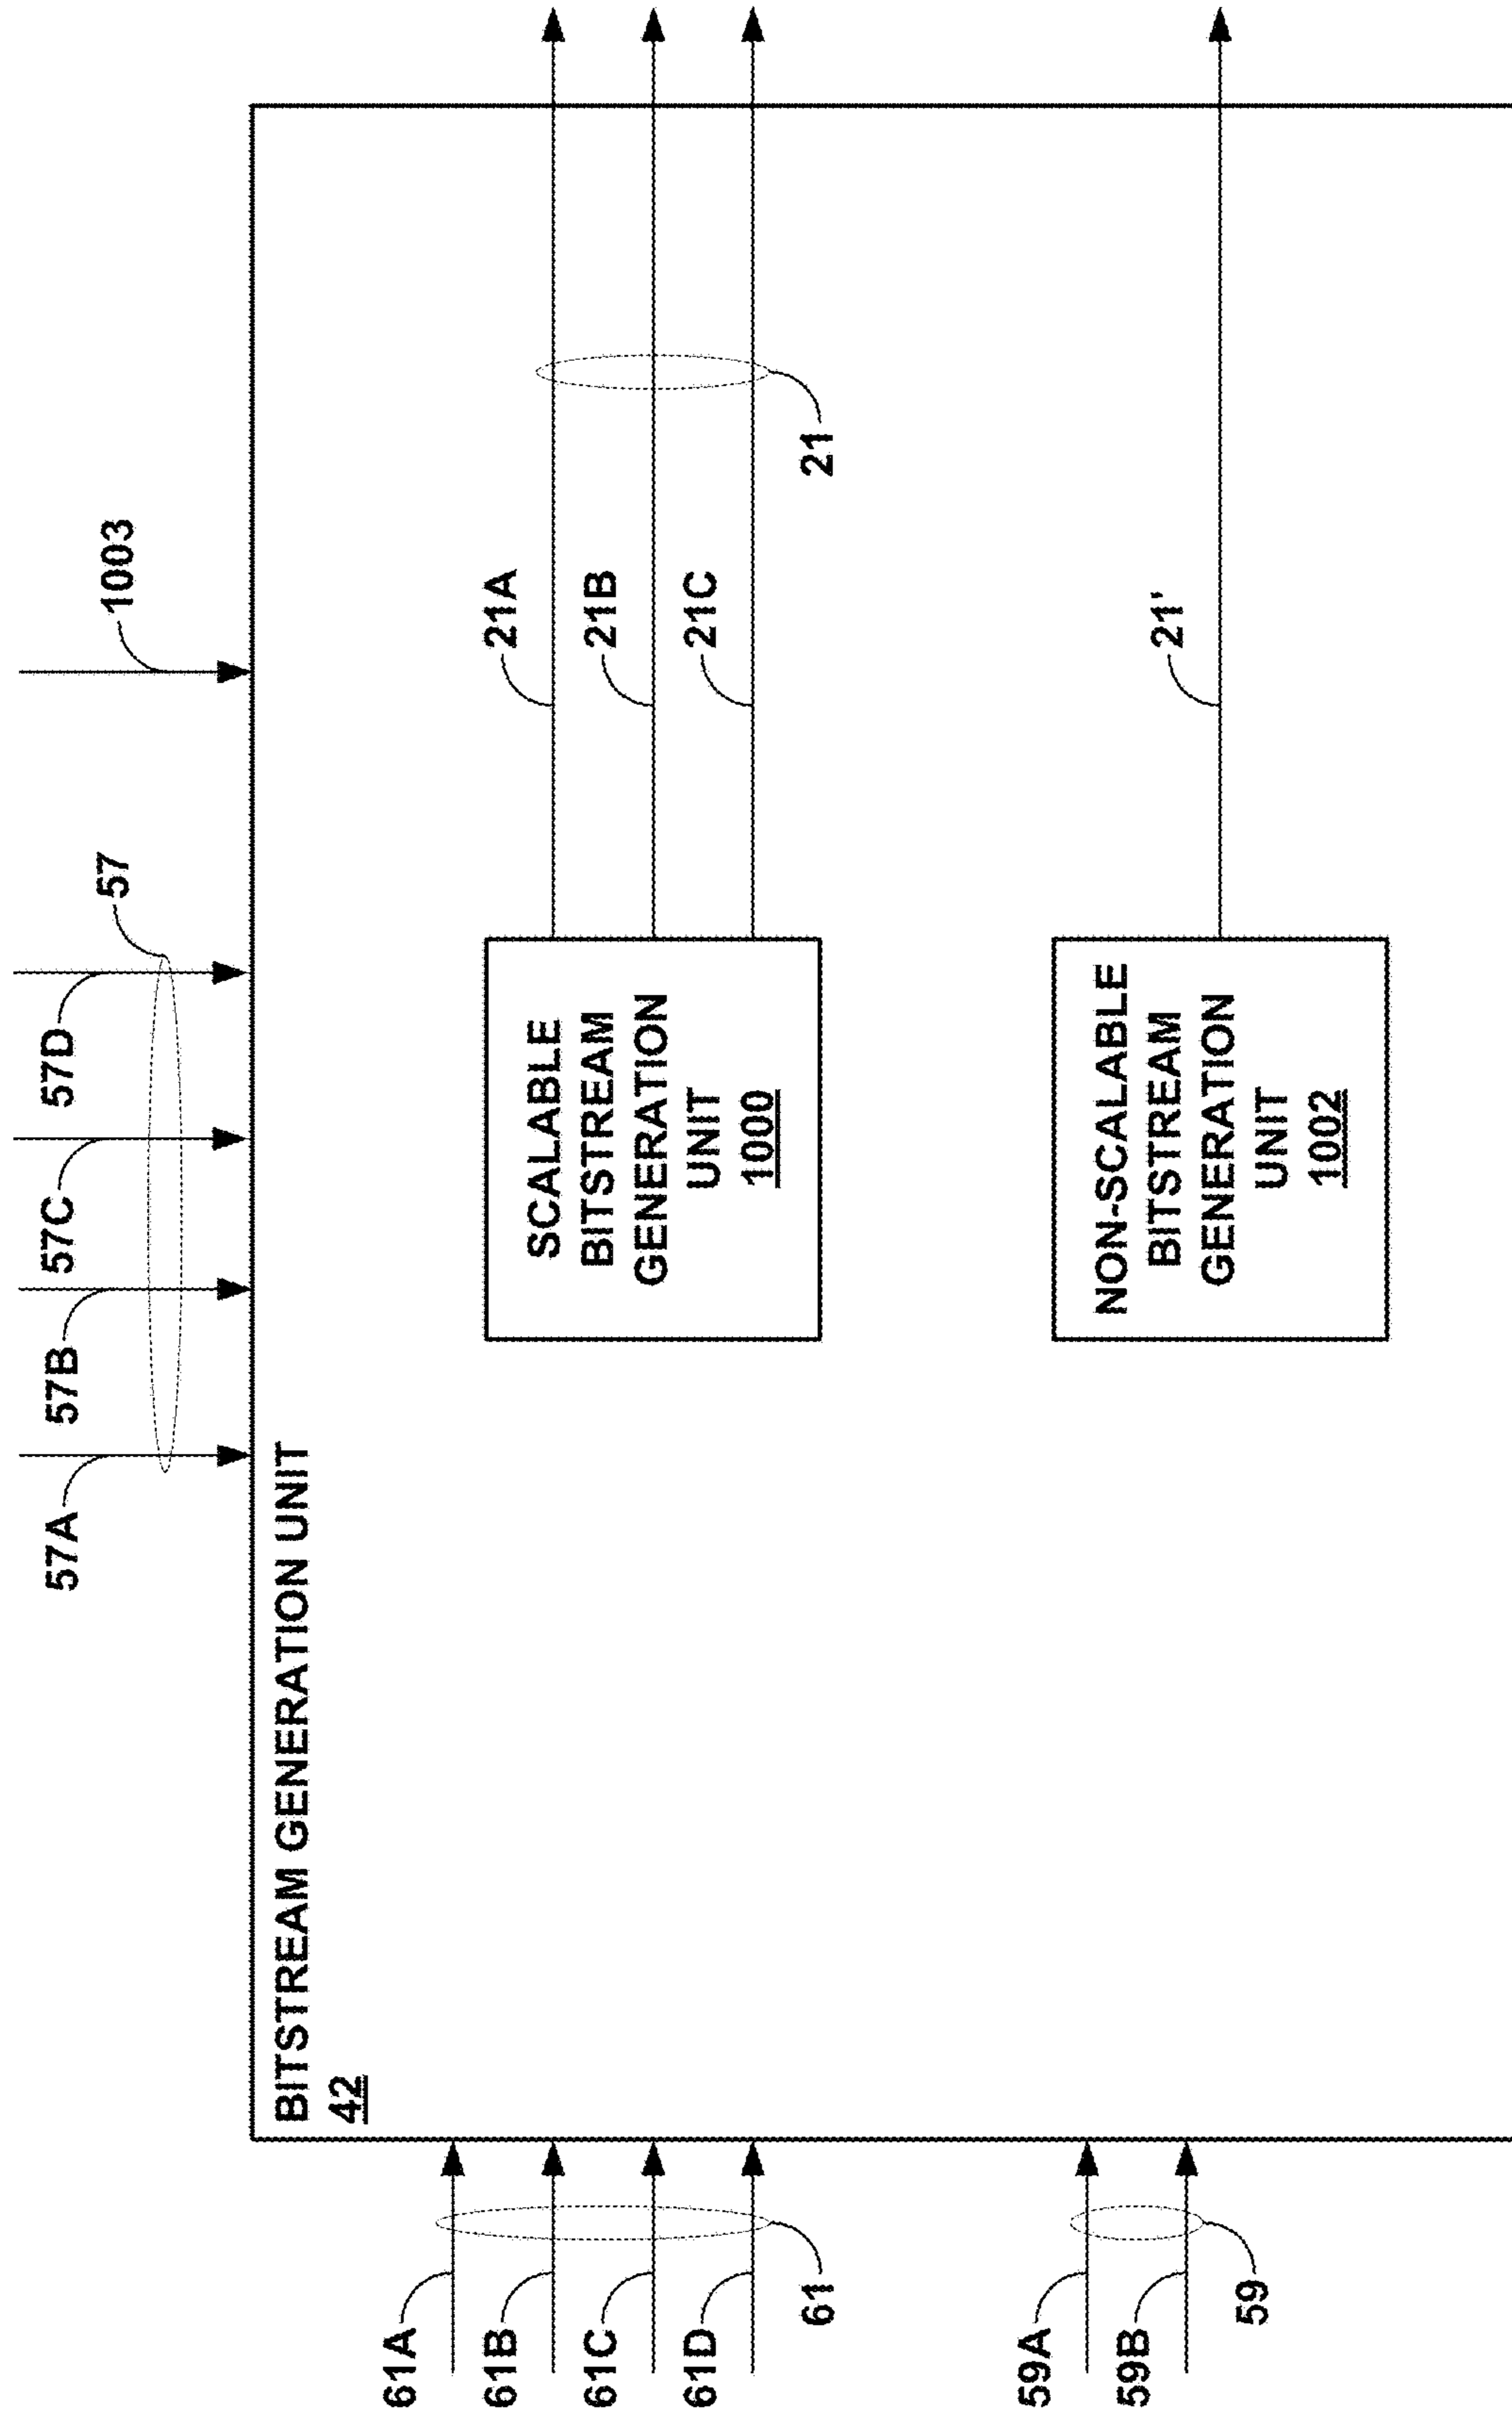 57A
57B
57C
57D
57
1003
BITSTREAM GENERATION UNIT
42
61A
61B
61C
61D
61
59A
59B
59
SCALABLE
BITSTREAM
GENERATION
UNIT
1000
21A
21B
21C
21
NON-SCALABLE
BITSTREAM
GENERATION
UNIT
1002
21'